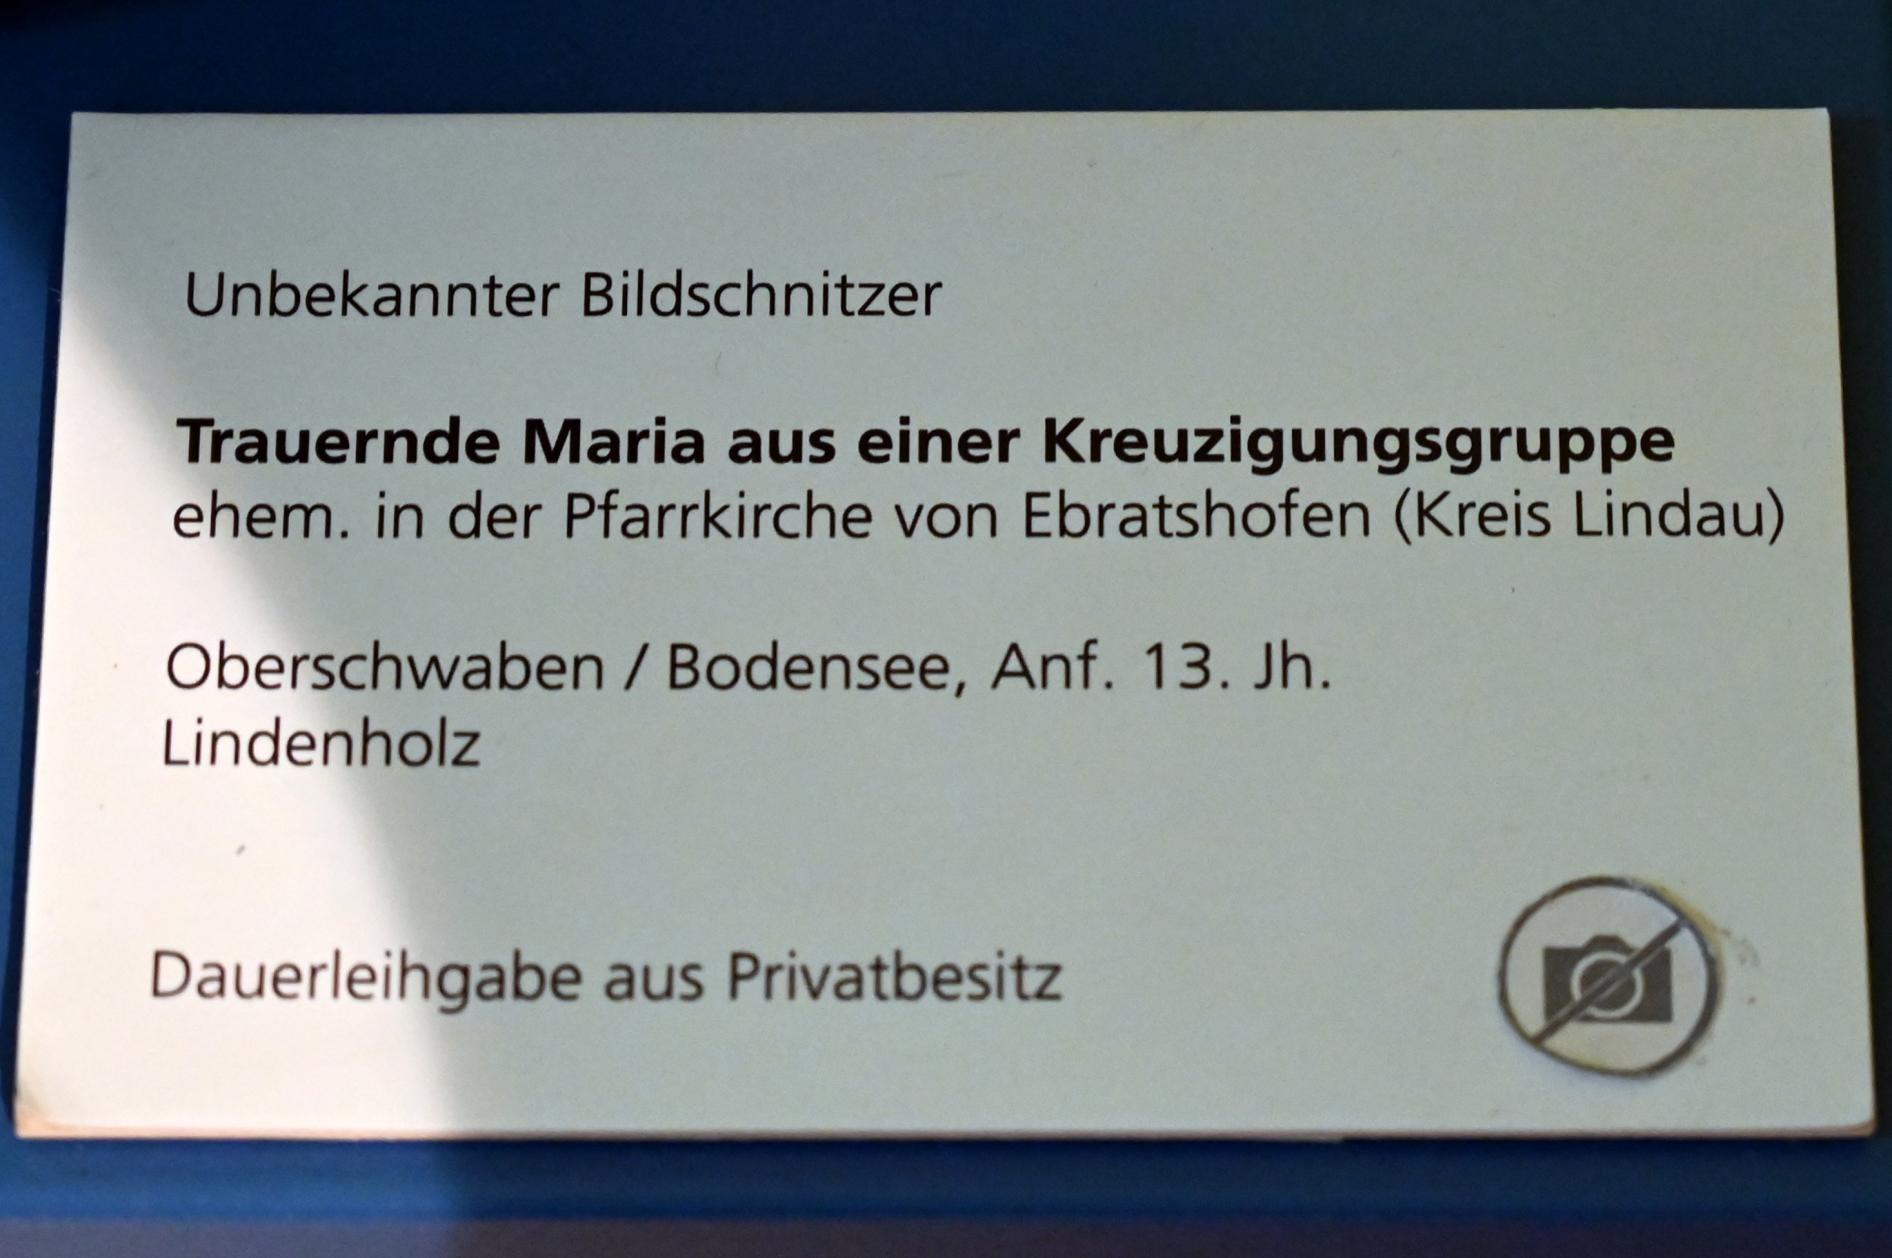 Unbekannter Bildschnitzer
Trauernde Maria aus einer Kreuzigungsgruppe
ehem. in der Pfarrkirche von Ebratshofen (Kreis Lindau)
Oberschwaben / Bodensee, Anf. 13. Jh.
Lindenholz
Dauerleihgabe aus Privatbesitz